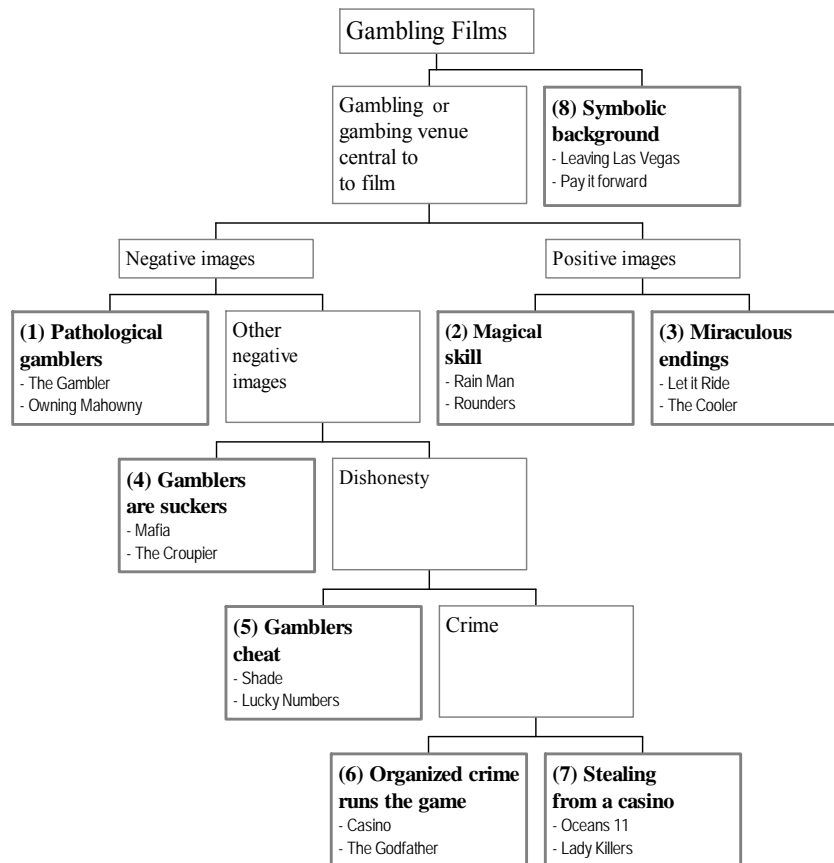 Gambling Films
Gambling or
gambing venue
central to
to film
(8) Symbolic
background
- Leaving Las Vegas
- Pay it forward
Negative images
Positive images
(1) Pathological
gamblers
- The Gambler
- Owning Mahowny
Other
negative
images
(2) Magical
skill
- Rain Man
- Rounders
(3) Miraculous
endings
- Let it Ride
- The Cooler
(4) Gamblers
are suckers
- Mafia
- The Croupier
Dishonesty
(5) Gamblers
cheat
- Shade
- Lucky Numbers
Crime
(6) Organized crime
runs the game
- Casino
- The Godfather
(7) Stealing
from a casino
- Oceans 11
- Lady Killers